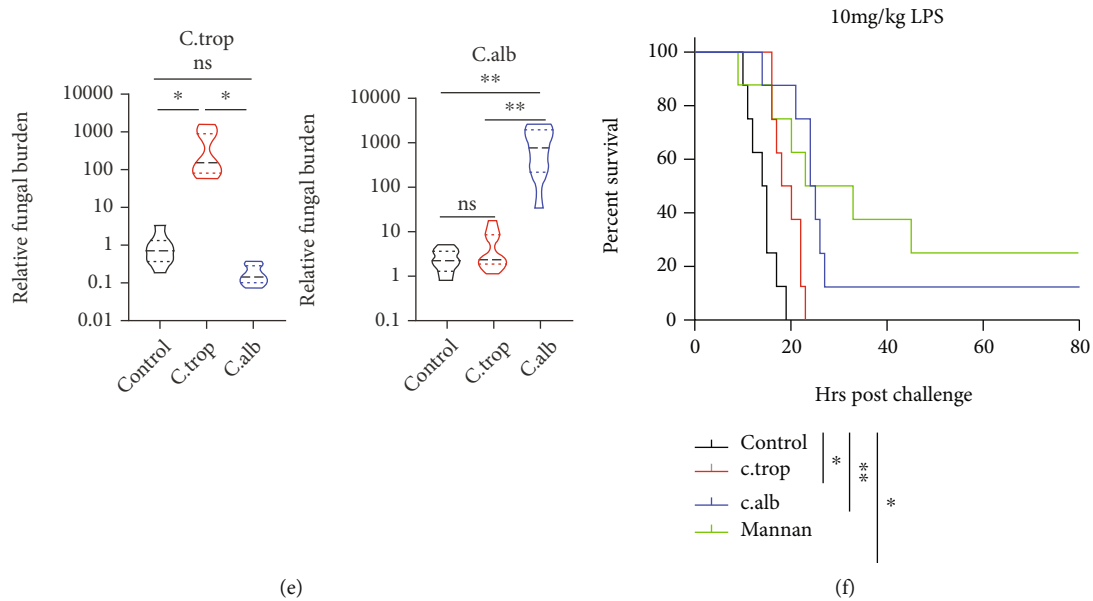 C.trop
ns
*
*
Relative fungal burden
10000
1000
100
10
1
0.1
0.01
Control
C.trop
C.alb
C.alb
**
**
ns
Relative fungal burden
10000
1000
100
10
1
0.1
Control
C.trop
C.alb
(e)
10mg/kg LPS
Percent survival
100
80
60
40
20
0
0
20
40
60
80
Hrs post challenge
Control
c.trop
c.alb
Mannan
*
**
*
(f)